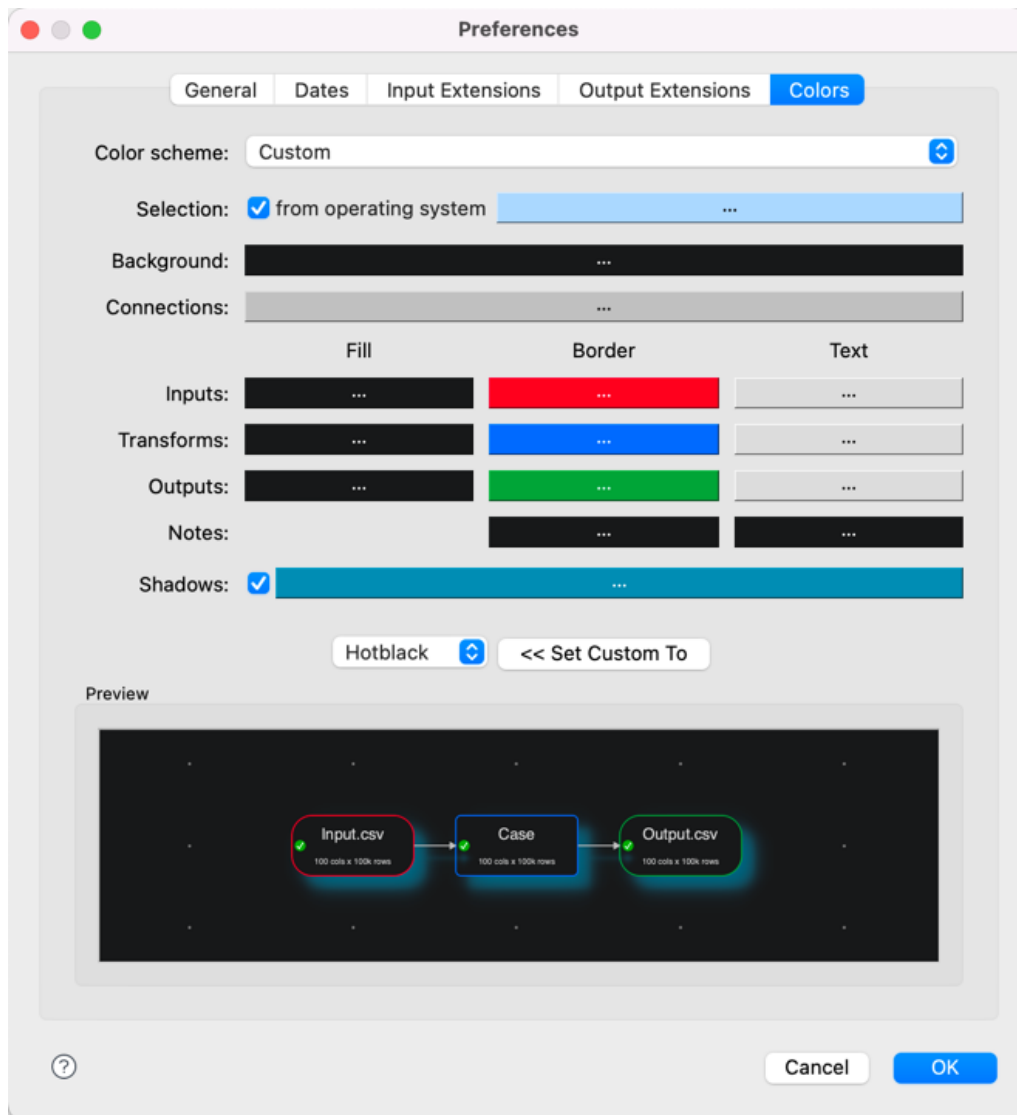 Preferences
General Dates Input Extensions Output Extensions Colors
Color scheme: Custom
Selection: from operating system ...
Background: ...
Connections: ...
Fill Border Text
Inputs: ... ... ...
Transforms: ... ... ...
Outputs: ... ... ...
Notes: ... ...
Shadows: ...
Hotblack << Set Custom To
Preview
Input.csv Case Output.csv
100 cols x 100k rows 100 cols x 100k rows 100 cols x 100k rows
? Cancel OK